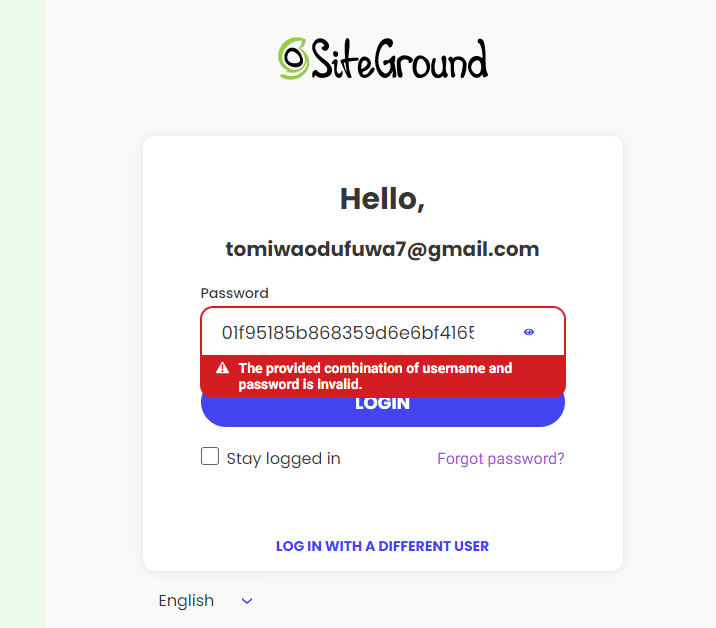 SiteGround
Hello,
tomiwaodufuwa7@gmail.com
Password
01f95185b868359d6e6bf4165
The provided combination of username and
password is invalid.
LOGIN
Stay logged in
Forgot password?
LOG IN WITH A DIFFERENT USER
English